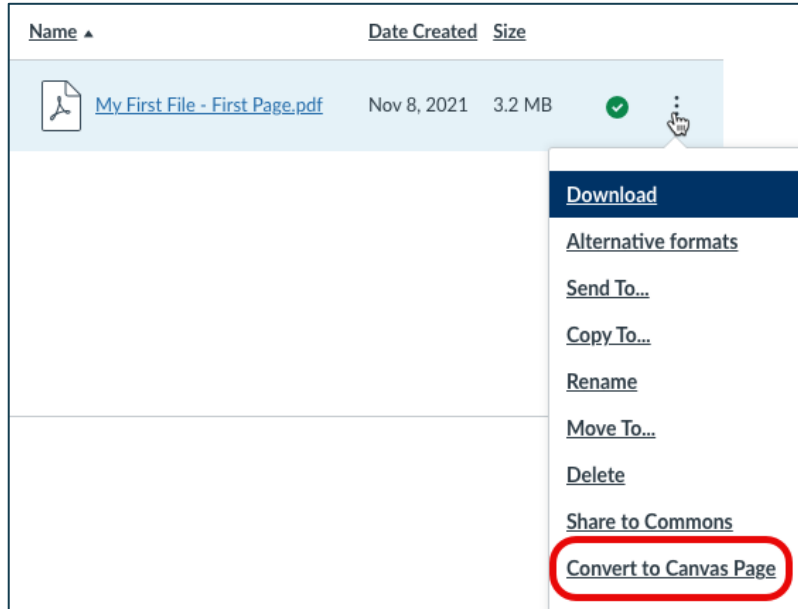 Name Date Created Size
My First File - First Page.pdf Nov 8, 2021 3.2 MB
Download
Alternative formats
Send To...
Copy To...
Rename
Move To...
Delete
Share to Commons
Convert to Canvas Page